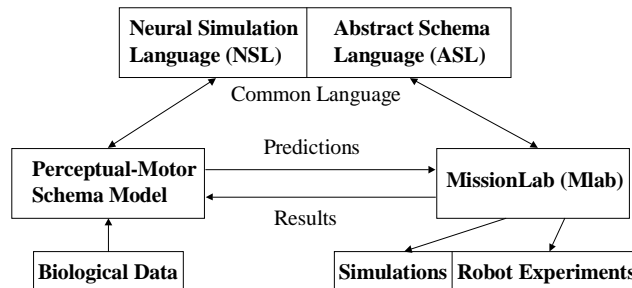 Neural Simulation
Language (NSL)
Abstract Schema
Language (ASL)
Common Language
Predictions
Perceptual-Motor
Schema Model
MissionLab (Mlab)
Results
Biological Data
Simulations
Robot Experiments